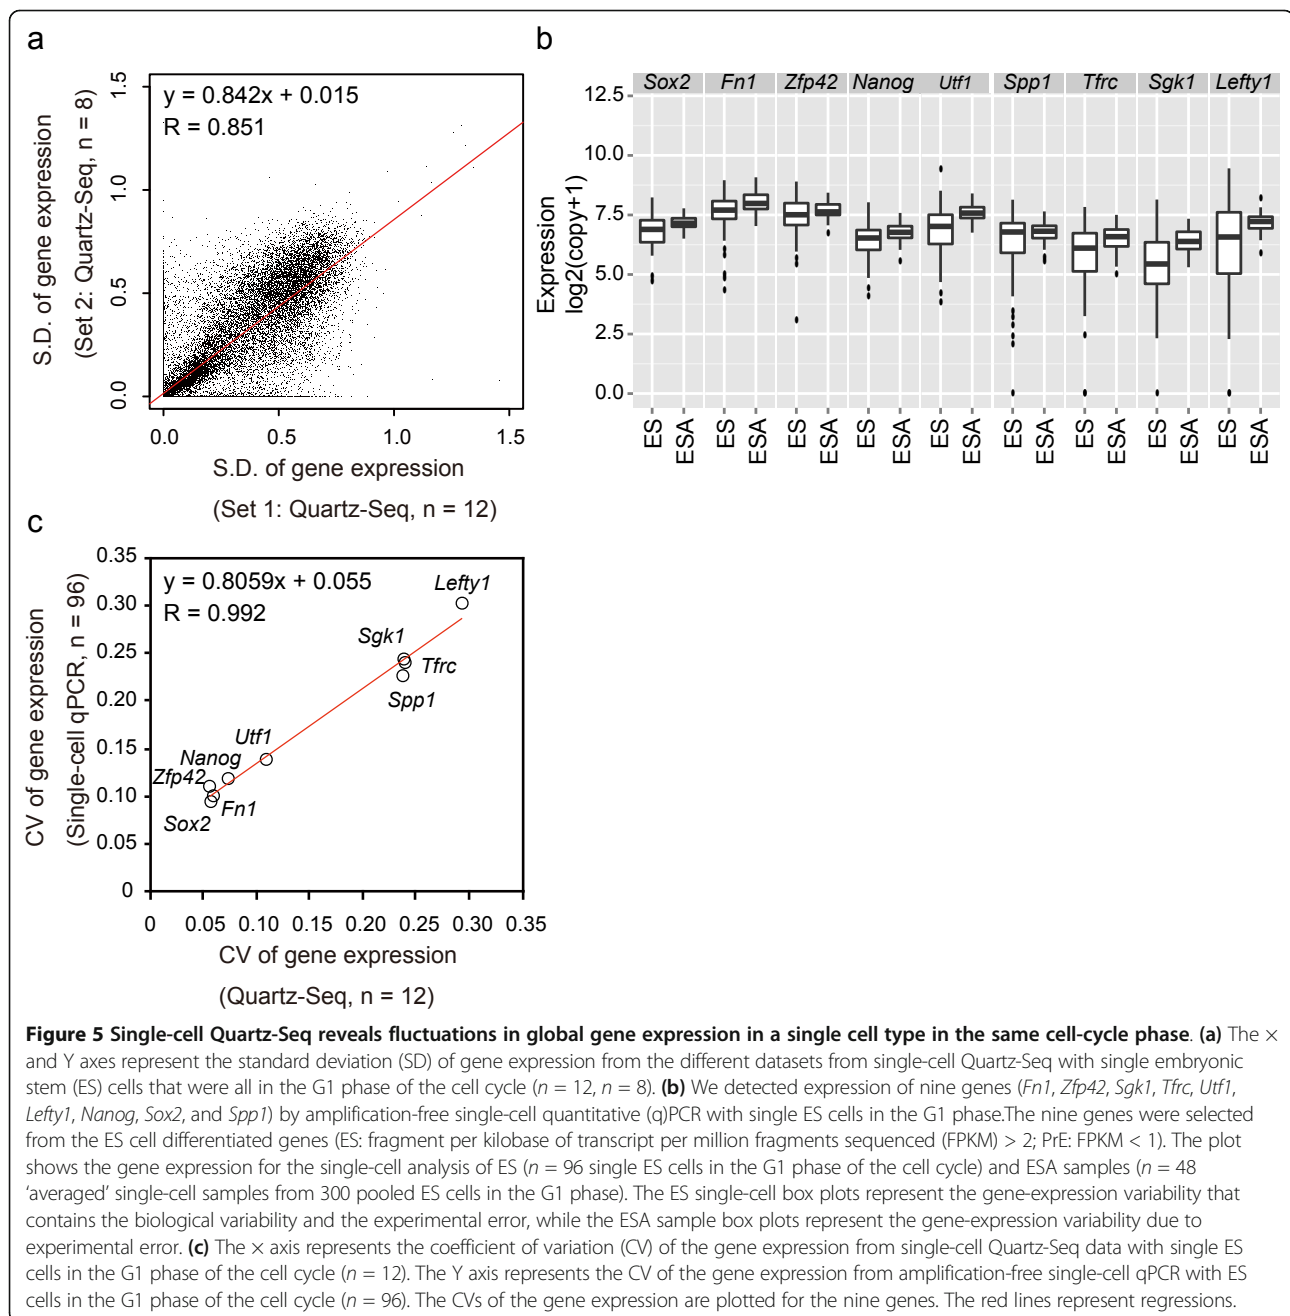 a
y = 0.842x + 0.015
R = 0.851
S.D. of gene expression
(Set 2: Quartz-Seq, n = 8)
1.5
1.0
0.5
0.0
0.0 0.5 1.0 1.5
S.D. of gene expression
(Set 1: Quartz-Seq, n = 12)
b
Sox2 Fn1 Zfp42 Nanog Utf1 Spp1 Tfrc Sgk1 Lefty1
Expression
log2(copy+1)
12.5
10.0
7.5
5.0
2.5
0.0
ES ESA ES ESA ES ESA ES ESA ES ESA ES ESA ES ESA ES ESA ES ESA
c
y = 0.8059x + 0.055
R = 0.992
CV of gene expression
(Single-cell qPCR, n = 96)
0.35
0.30
0.25
0.20
0.15
0.10
0.05
0
Lefty1
Sgk1
Tfrc
Spp1
Utf1
Nanog
Zfp42
Fn1
Sox2
0 0.05 0.10 0.15 0.20 0.25 0.30 0.35
CV of gene expression
(Quartz-Seq, n = 12)
Figure 5 Single-cell Quartz-Seq reveals fluctuations in global gene expression in a single cell type in the same cell-cycle phase. (a) The ×
and Y axes represent the standard deviation (SD) of gene expression from the different datasets from single-cell Quartz-Seq with single embryonic
stem (ES) cells that were all in the G1 phase of the cell cycle (n = 12, n = 8). (b) We detected expression of nine genes (Fn1, Zfp42, Sgk1, Tfrc, Utf1,
Lefty1, Nanog, Sox2, and Spp1) by amplification-free single-cell quantitative (q)PCR with single ES cells in the G1 phase.The nine genes were selected
from the ES cell differentiated genes (ES: fragment per kilobase of transcript per million fragments sequenced (FPKM) > 2; PrE: FPKM < 1). The plot
shows the gene expression for the single-cell analysis of ES (n = 96 single ES cells in the G1 phase of the cell cycle) and ESA samples (n = 48
'averaged' single-cell samples from 300 pooled ES cells in the G1 phase). The ES single-cell box plots represent the gene-expression variability that
contains the biological variability and the experimental error, while the ESA sample box plots represent the gene-expression variability due to
experimental error. (c) The × axis represents the coefficient of variation (CV) of the gene expression from single-cell Quartz-Seq data with single ES
cells in the G1 phase of the cell cycle (n = 12). The Y axis represents the CV of the gene expression from amplification-free single-cell qPCR with ES
cells in the G1 phase of the cell cycle (n = 96). The CVs of the gene expression are plotted for the nine genes. The red lines represent regressions.